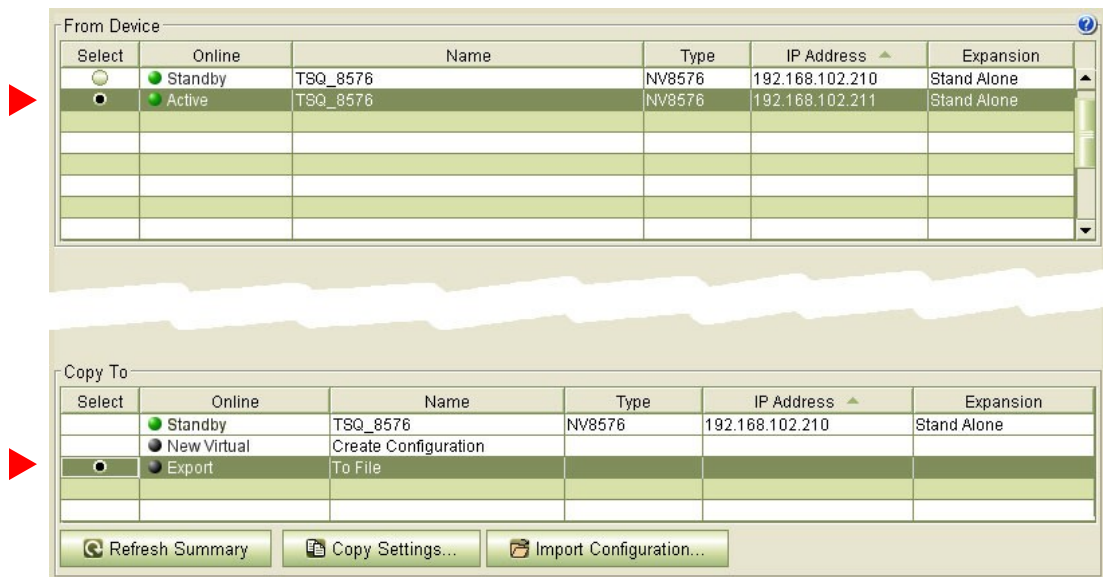 From Device
Select Online Name Type IP Address Expansion
Standby TSQ_8576 NV8576 192.168.102.210 Stand Alone
Active TSQ_8576 NV8576 192.168.102.211 Stand Alone
Copy To
Select Online Name Type IP Address Expansion
Standby TSQ_8576 NV8576 192.168.102.210 Stand Alone
New Virtual Create Configuration
Export To File
Refresh Summary Copy Settings... Import Configuration...